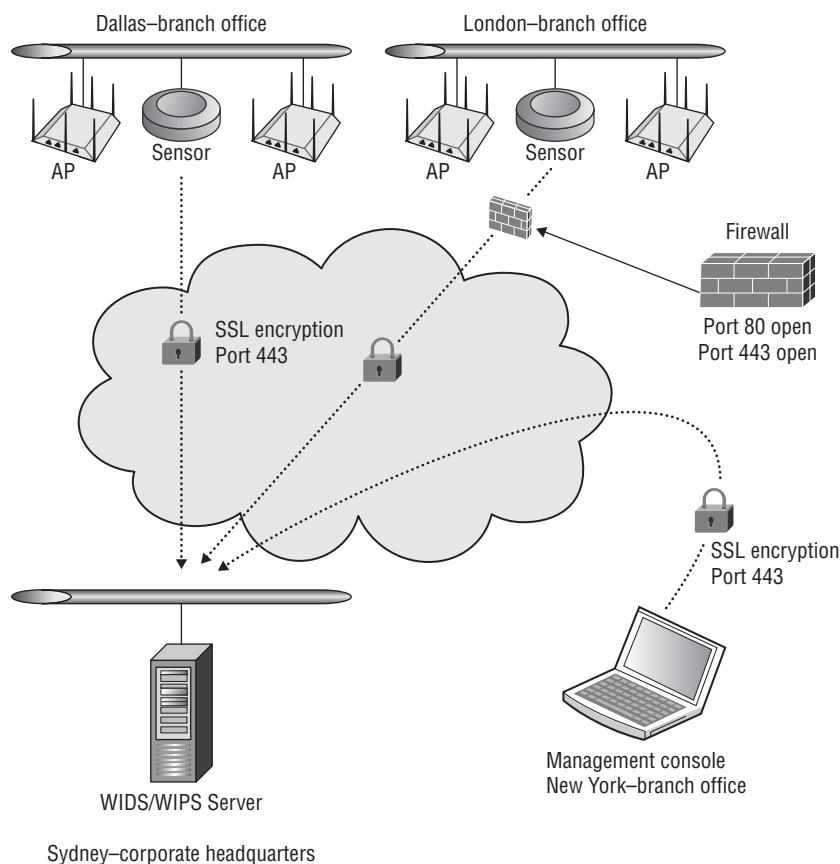 Dallas–branch office
London–branch office
AP
Sensor
AP
AP
Sensor
AP
Firewall
Port 80 open
Port 443 open
SSL encryption
Port 443
SSL encryption
Port 443
Management console
New York–branch office
WIDS/WIPS Server
Sydney–corporate headquarters